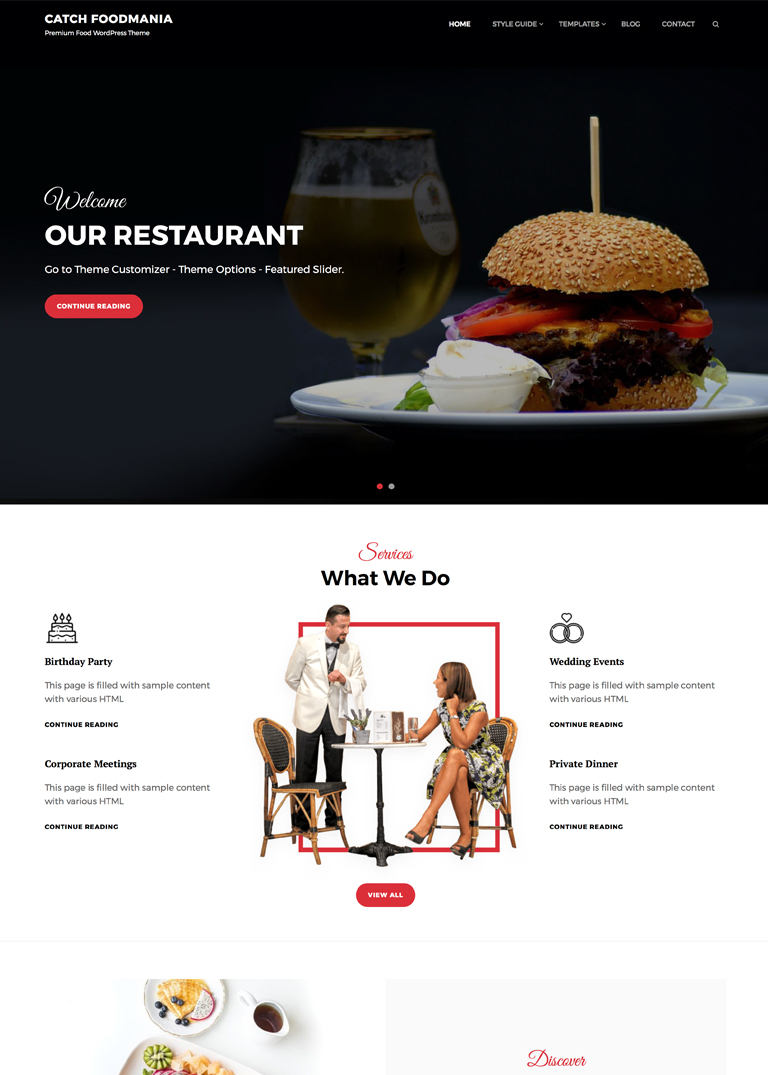 CATCH FOODMANIA
Premium Food WordPress Theme
HOME STYLE GUIDE TEMPLATES BLOG CONTACT
Welcome
OUR RESTAURANT
Go to Theme Customizer - Theme Options - Featured Slider.
CONTINUE READING
Services
What We Do
Birthday Party
This page is filled with sample content
with various HTML
CONTINUE READING
Corporate Meetings
This page is filled with sample content
with various HTML
CONTINUE READING
Wedding Events
This page is filled with sample content
with various HTML
CONTINUE READING
Private Dinner
This page is filled with sample content
with various HTML
CONTINUE READING
VIEW ALL
Discover